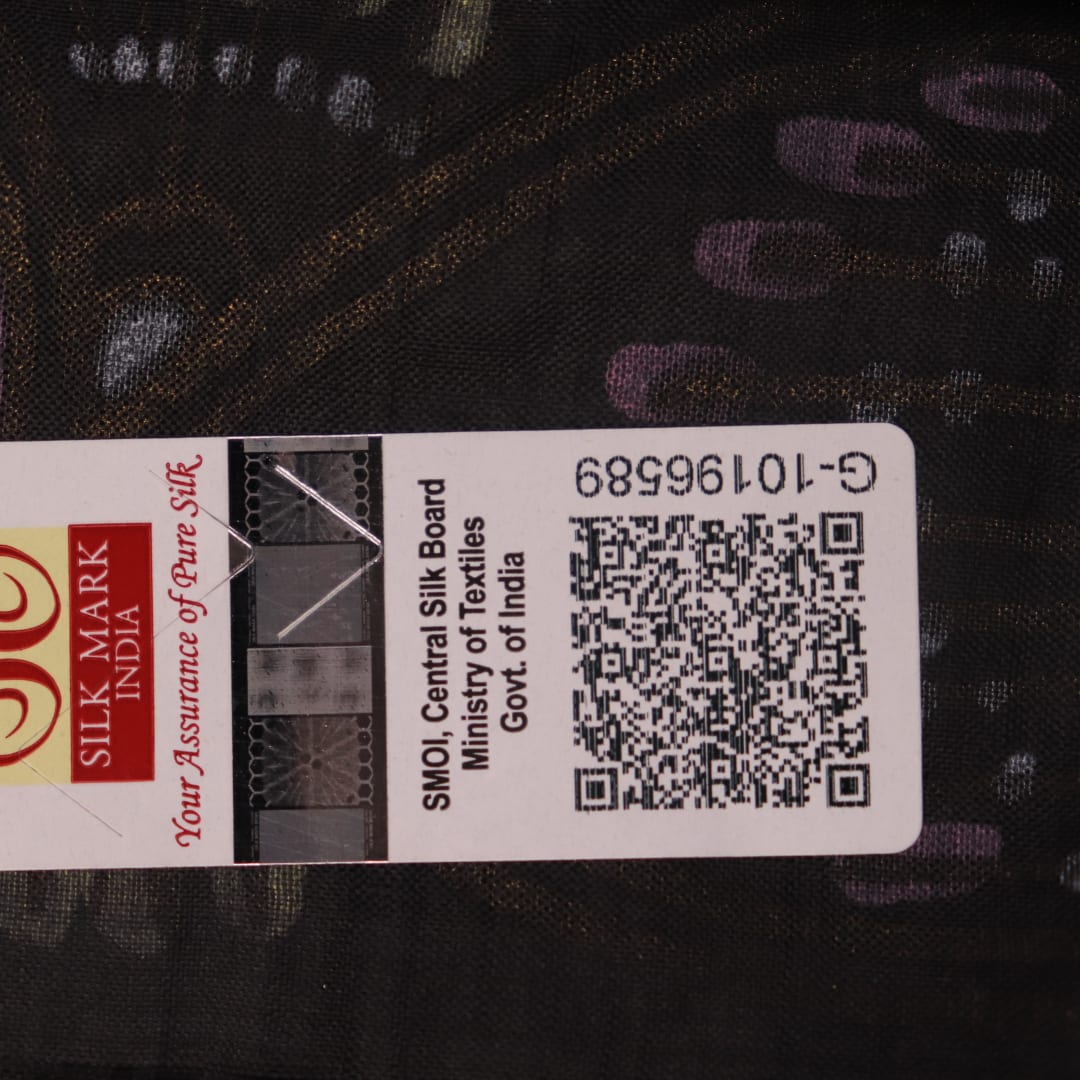 SILK MARK
INDIA
Your Assurance of Pure Silk
SMOI, Central Silk Board
Ministry of Textiles
Govt. of India
G-10196589